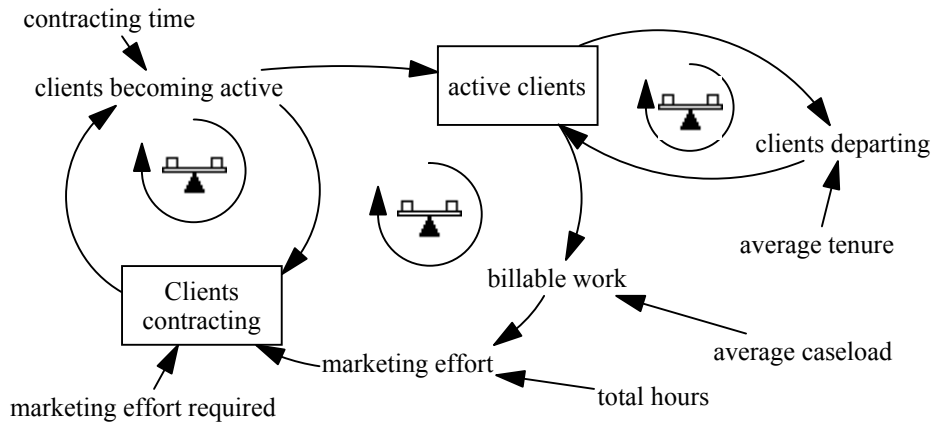 contracting time
clients becoming active
active clients
clients departing
average tenure
billable work
Clients
contracting
average caseload
marketing effort
total hours
marketing effort required